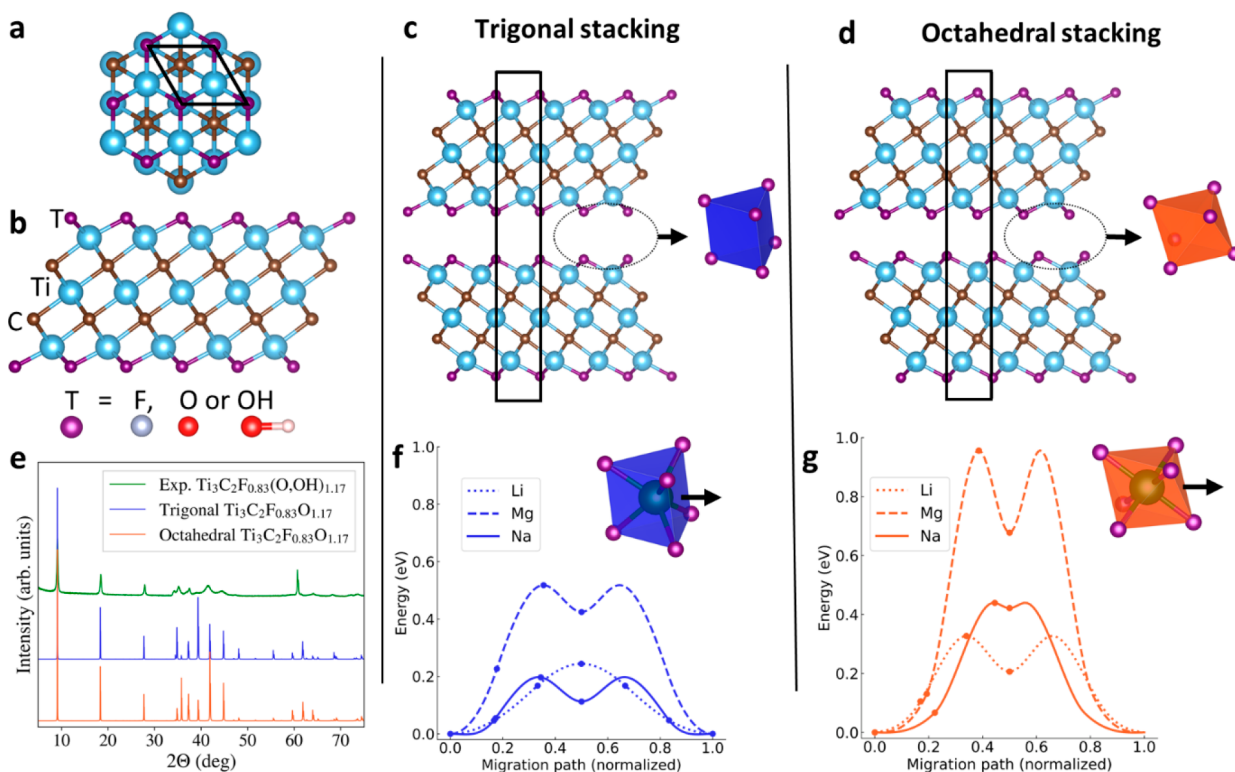 a
b
T
Ti
C
T = F, O or OH
c Trigonal stacking
d Octahedral stacking
e
Exp. Ti₃C₂F₀.₈₃(O,OH)₁.₁₇
Trigonal Ti₃C₂F₀.₈₃O₁.₁₇
Octahedral Ti₃C₂F₀.₈₃O₁.₁₇
Intensity (arb. units)
10 20 30 40 50 60 70
2Θ (deg)
f
1.0
0.8
0.6
0.4
0.2
0.0
Energy (eV)
Li
Mg
Na
0.0 0.2 0.4 0.6 0.8 1.0
Migration path (normalized)
g
1.0
0.8
0.6
0.4
0.2
0.0
Energy (eV)
Li
Mg
Na
0.0 0.2 0.4 0.6 0.8 1.0
Migration path (normalized)